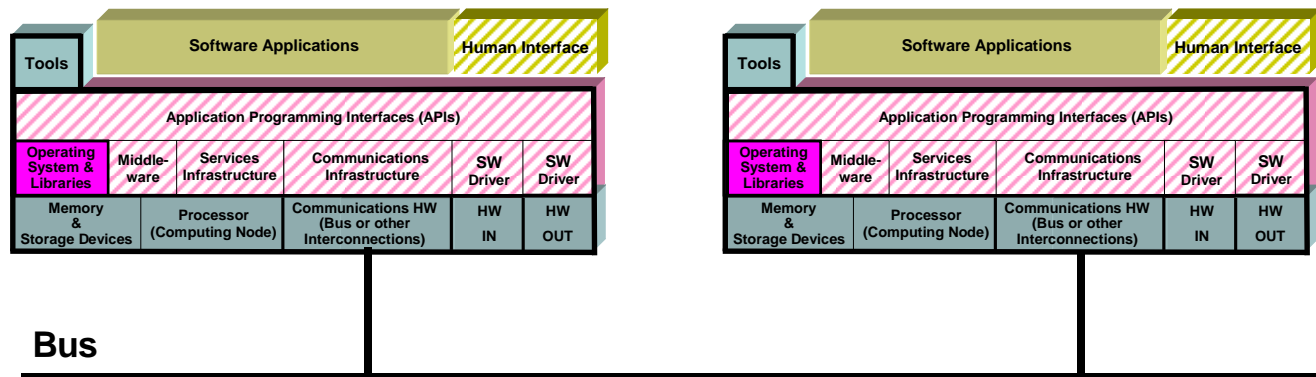 Software Applications
Human Interface
Tools
Application Programming Interfaces (APIs)
Operating
System &
Libraries
Middle-
ware
Services
Infrastructure
Communications
Infrastructure
SW
Driver
SW
Driver
Memory
&
Storage Devices
Processor
(Computing Node)
Communications HW
(Bus or other
Interconnections)
HW
IN
HW
OUT
Software Applications
Human Interface
Tools
Application Programming Interfaces (APIs)
Operating
System &
Libraries
Middle-
ware
Services
Infrastructure
Communications
Infrastructure
SW
Driver
SW
Driver
Memory
&
Storage Devices
Processor
(Computing Node)
Communications HW
(Bus or other
Interconnections)
HW
IN
HW
OUT
Bus